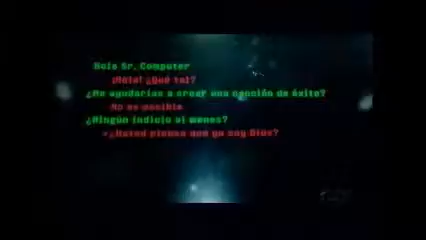 Hola Sr. Computer
¡Hola! ¿Qué tal?
¿Me ayudarías a crear una canción de éxito?
No es posible
¿Ningún indicio al menos?
¿Usted piensa que yo soy Dios?